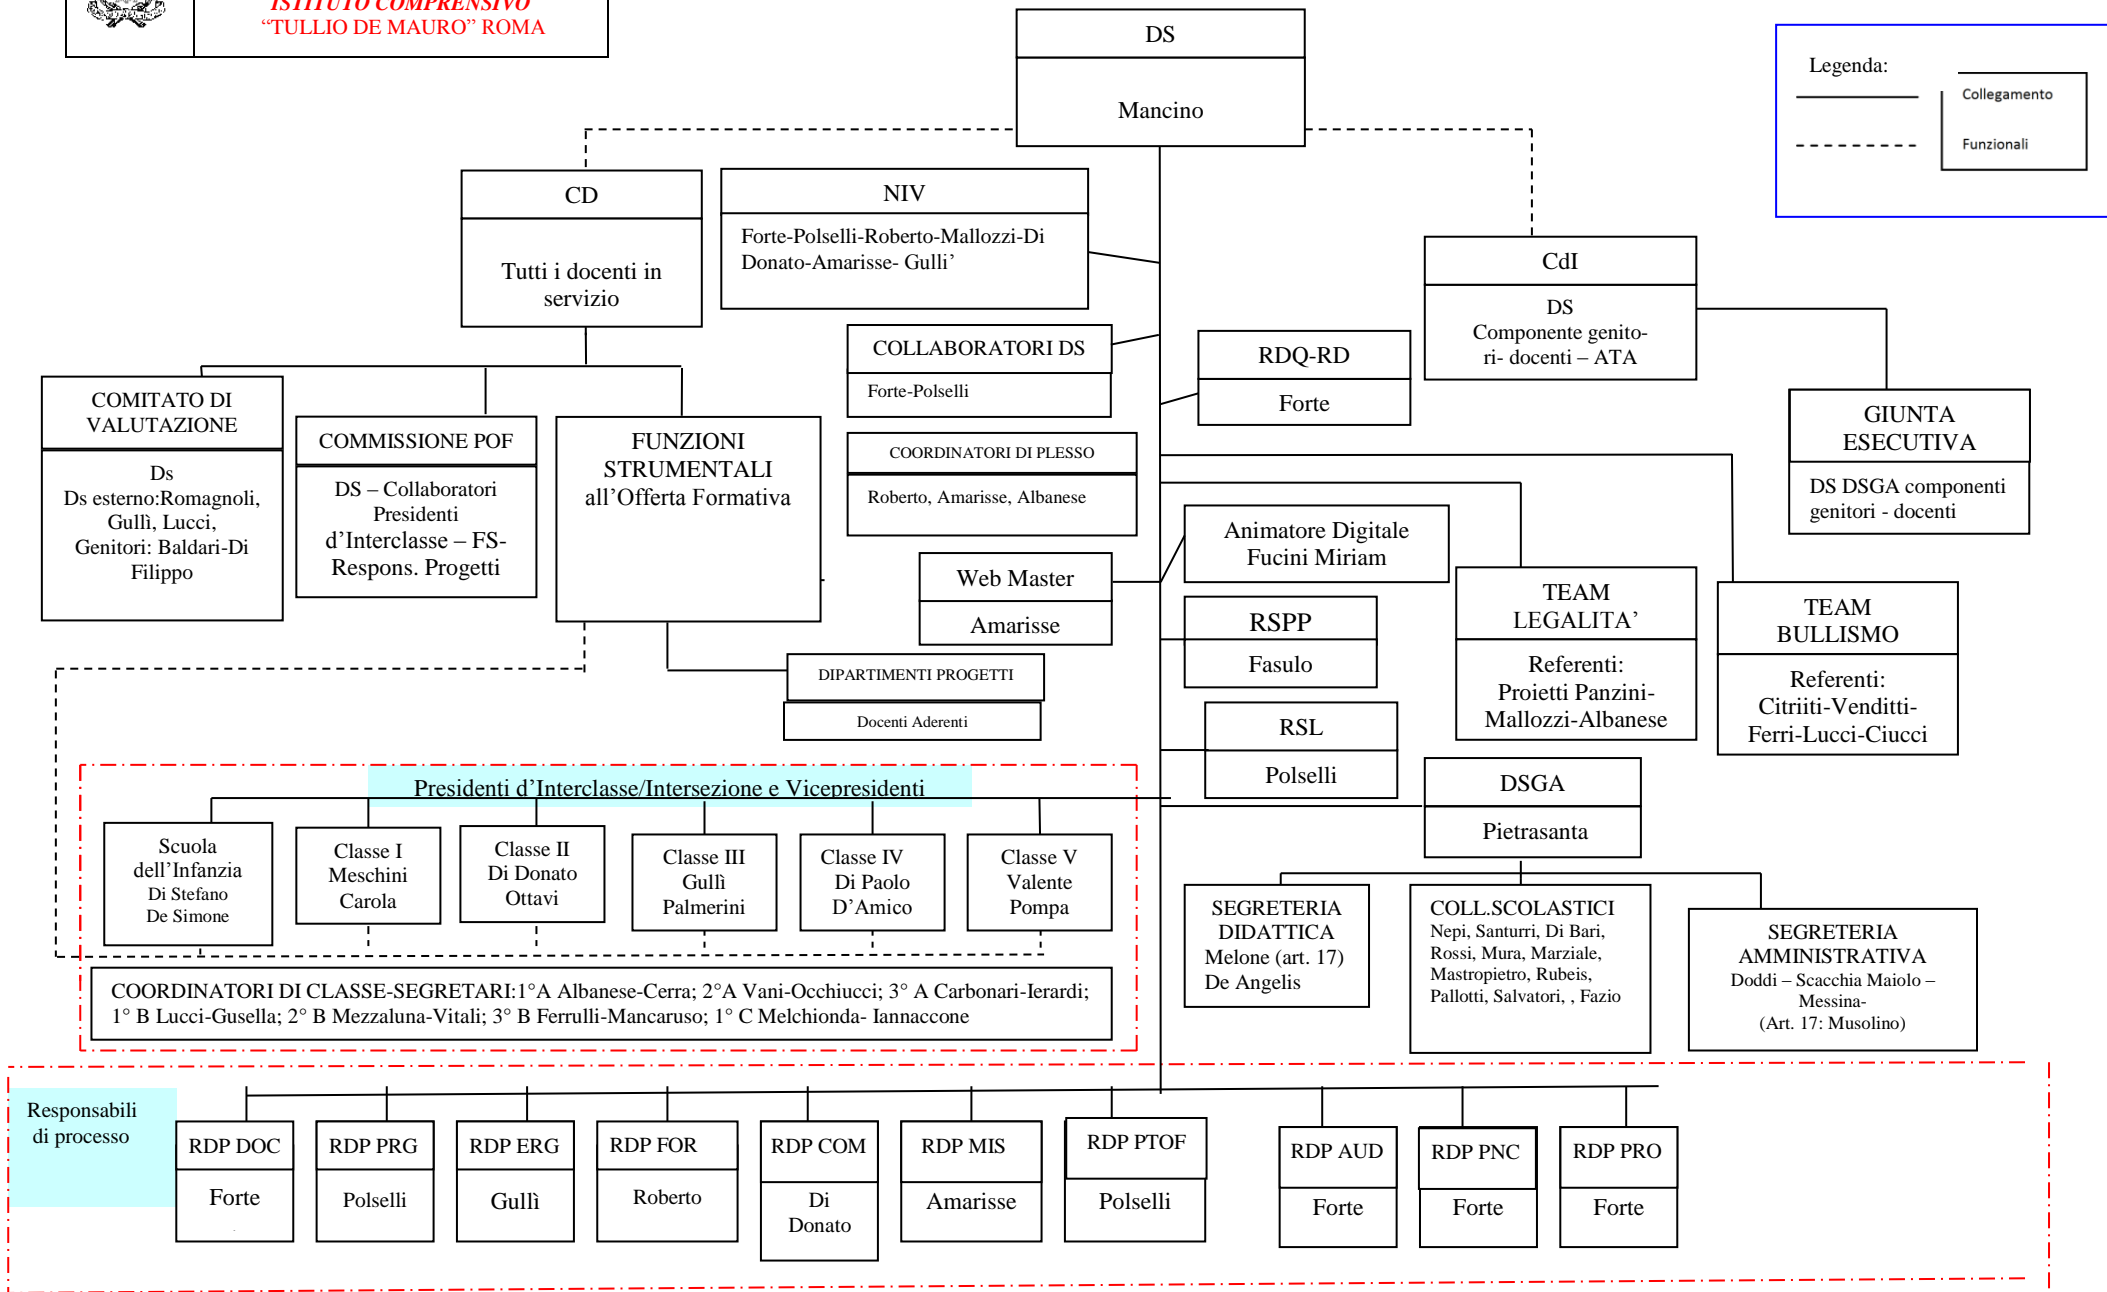 ISTITUTO COMPRENSIVO
“TULLIO DE MAURO” ROMA
DS
Mancino
Legenda:
Collegamento
Funzionali
CD
Tutti i docenti in
servizio
NIV
Forte-Polselli-Roberto-Mallozzi-Di
Donato-Amarisse- Gulli’
CdI
DS
Componente genito-
ri- docenti – ATA
COLLABORATORI DS
Forte-Polselli
RDQ-RD
Forte
COMITATO DI
VALUTAZIONE
Ds
Ds esterno:Romagnoli,
Gullì, Lucci,
Genitori: Baldari-Di
Filippo
COMMISSIONE POF
DS – Collaboratori
Presidenti
d’Interclasse – FS-
Respons. Progetti
FUNZIONI
STRUMENTALI
all’Offerta Formativa
COORDINATORI DI PLESSO
Roberto, Amarisse, Albanese
GIUNTA
ESECUTIVA
DS DSGA componenti
genitori - docenti
Animatore Digitale
Fucini Miriam
Web Master
Amarisse
TEAM
LEGALITA’
Referenti:
Proietti Panzini-
Mallozzi-Albanese
TEAM
BULLISMO
Referenti:
Citriiti-Venditti-
Ferri-Lucci-Ciucci
RSPP
Fasulo
DIPARTIMENTI PROGETTI
Docenti Aderenti
RSL
Polselli
DSGA
Pietrasanta
Presidenti d’Interclasse/Intersezione e Vicepresidenti
Scuola
dell’Infanzia
Di Stefano
De Simone
Classe I
Meschini
Carola
Classe II
Di Donato
Ottavi
Classe III
Gullì
Palmerini
Classe IV
Di Paolo
D’Amico
Classe V
Valente
Pompa
SEGRETERIA
DIDATTICA
Melone (art. 17)
De Angelis
COLL.SCOLASTICI
Nepi, Santurri, Di Bari,
Rossi, Mura, Marziale,
Mastropietro, Rubeis,
Pallotti, Salvatori, , Fazio
SEGRETERIA
AMMINISTRATIVA
Doddi – Scacchia Maiolo –
Messina-
(Art. 17: Musolino)
COORDINATORI DI CLASSE-SEGRETARI:1°A Albanese-Cerra; 2°A Vani-Occhiucci; 3° A Carbonari-Ierardi;
1° B Lucci-Gusella; 2° B Mezzaluna-Vitali; 3° B Ferrulli-Mancaruso; 1° C Melchionda- Iannaccone
Responsabili
di processo
RDP DOC
Forte
RDP PRG
Polselli
RDP ERG
Gullì
RDP FOR
Roberto
RDP COM
Di
Donato
RDP MIS
Amarisse
RDP PTOF
Polselli
RDP AUD
Forte
RDP PNC
Forte
RDP PRO
Forte